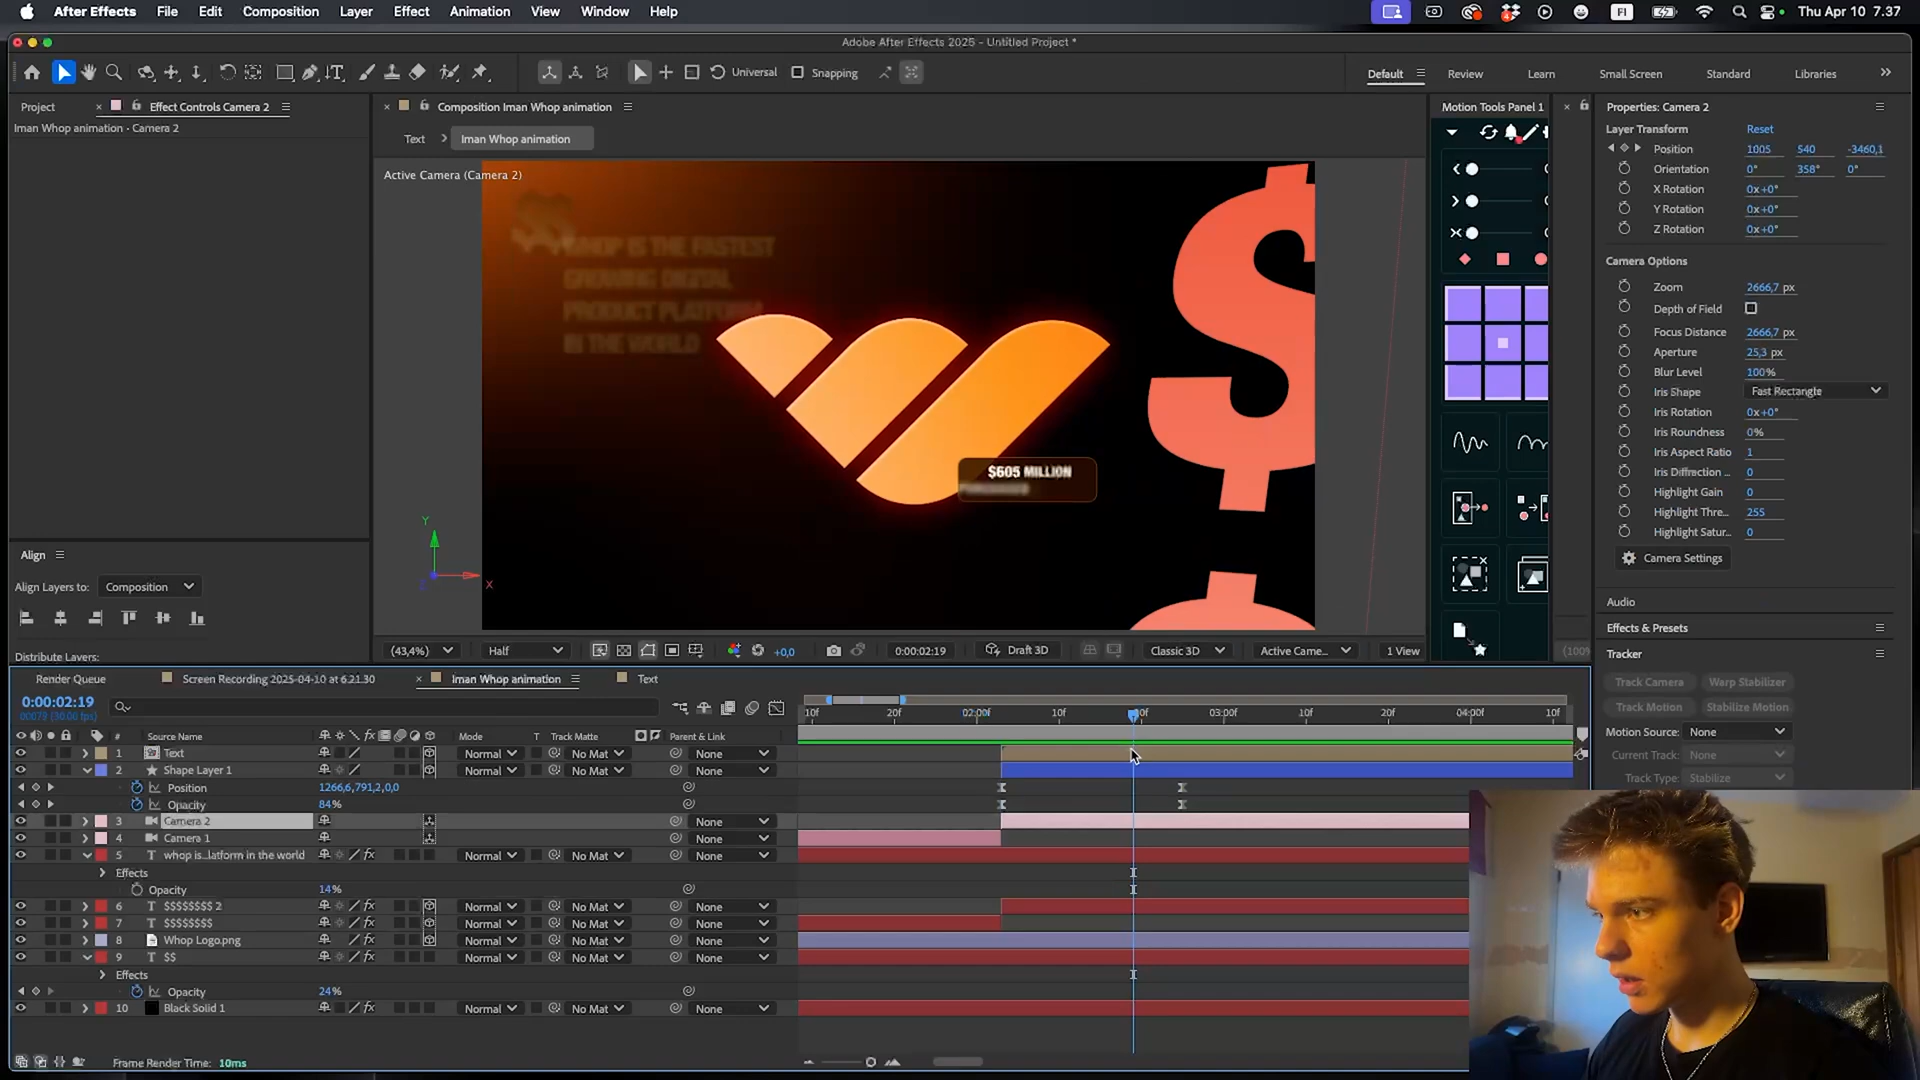 After Effects File Edit Composition Layer Effect Animation View Window Help
FI Thu Apr 10 7.37
Adobe After Effects 2025 - Untitled Project *
Universal Snapping Default Review Learn Small Screen Standard Libraries
Project Effect Controls Camera 2
Composition Iman Whop animation
Motion Tools Panel 1
Properties: Camera 2
Iman Whop animation • Camera 2
Text Iman Whop animation
Active Camera (Camera 2)
WHOP IS THE FASTEST
GROWING DIGITAL
PRODUCT PLATFORM
IN THE WORLD
$$
$
$605 MILLION
Y
X
Layer Transform Reset
Position 1005 540 -3460,1
Orientation 0° 358° 0°
X Rotation 0x+0°
Y Rotation 0x+0°
Z Rotation 0x+0°
Camera Options
Zoom 2666,7 px
Depth of Field
Focus Distance 2666,7 px
Aperture 25,3 px
Blur Level 100%
Iris Shape Fast Rectangle
Iris Rotation 0x+0°
Iris Roundness 0%
Iris Aspect Ratio 1
Iris Diffraction ... 0
Highlight Gain 0
Highlight Thre... 255
Highlight Satur... 0
Camera Settings
Audio
Effects & Presets
Tracker
Track Camera Warp Stabilizer
Track Motion Stabilize Motion
Motion Source: None
Current Track: None
Track Type: Stabilize
Align
Align Layers to: Composition
Distribute Layers:
(43,4%) Half +0,0 0:00:02:19 Draft 3D Classic 3D Active Came... 1 View
(100%
Render Queue Screen Recording 2025-04-10 at 6.21.30 Iman Whop animation Text
0:00:02:19
00079 (30.00 fps)
10f 20f 02:00f 10f 20f 03:00f 10f 20f 04:00f 10f
# Source Name Mode T Track Matte Parent & Link
1 Text Normal No Mat None
2 Shape Layer 1 Normal No Mat None
Position 1266,6,791,2,0,0
Opacity 84%
3 Camera 2 None
4 Camera 1 None
5 whop is...latform in the world Normal No Mat None
Effects
Opacity 14%
6 $$$$$$$$ 2 Normal No Mat None
7 $$$$$$$$ Normal No Mat None
8 Whop Logo.png Normal No Mat None
9 $$ Normal No Mat None
Effects
Opacity 24%
10 Black Solid 1 Normal No Mat None
Frame Render Time: 10ms